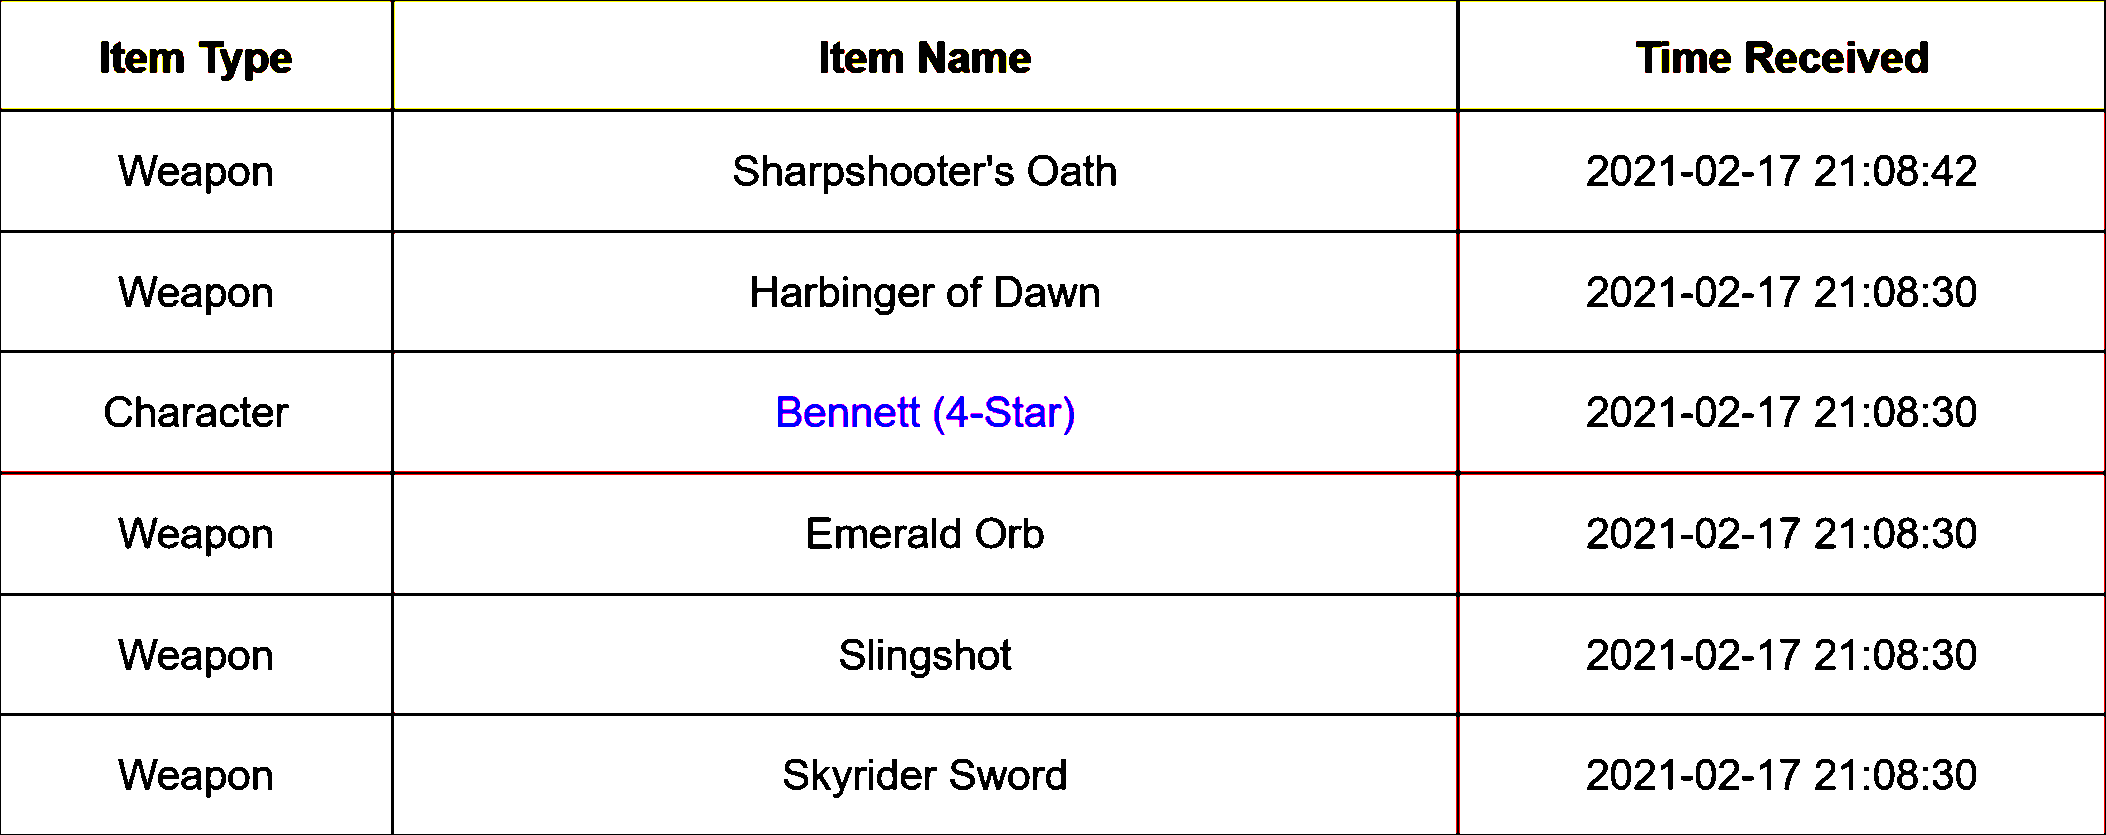 Item Type Item Name Time Received
Weapon Sharpshooter's Oath 2021-02-17 21:08:42
Weapon Harbinger of Dawn 2021-02-17 21:08:30
Character Bennett (4-Star) 2021-02-17 21:08:30
Weapon Emerald Orb 2021-02-17 21:08:30
Weapon Slingshot 2021-02-17 21:08:30
Weapon Skyrider Sword 2021-02-17 21:08:30